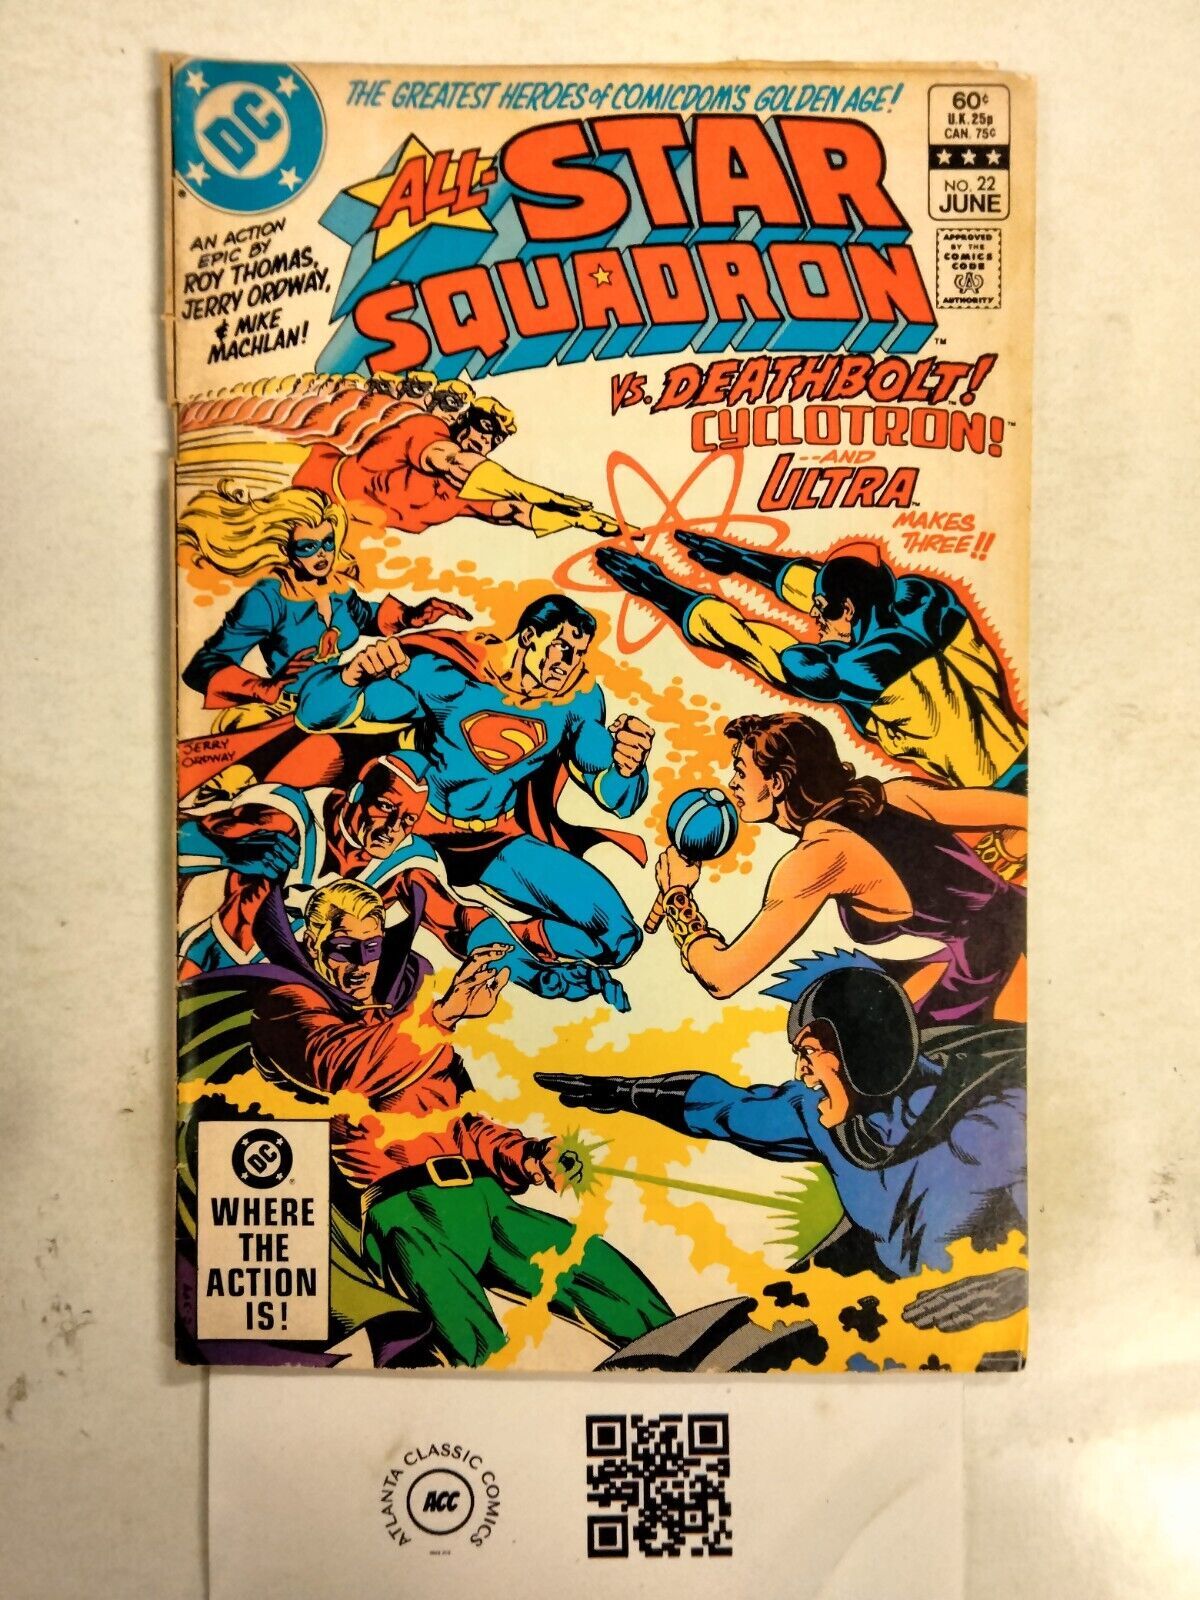 DC
THE GREATEST HEROES of COMICDOM'S GOLDEN AGE!
60¢
U.K. 25p
CAN. 75¢
NO. 22
JUNE
APPROVED
BY THE
COMICS
CODE
AUTHORITY
ALL-STAR
SQUADRON
TM
AN ACTION
EPIC BY
ROY THOMAS,
JERRY ORDWAY,
& MIKE
MACHLAN!
VS. DEATHBOLT!
CYCLOTRON!
--AND
ULTRA
MAKES
THREE!!
JERRY
ORDWAY
S
DC
WHERE
THE
ACTION
IS!
ATLANTA CLASSIC COMICS
ACC